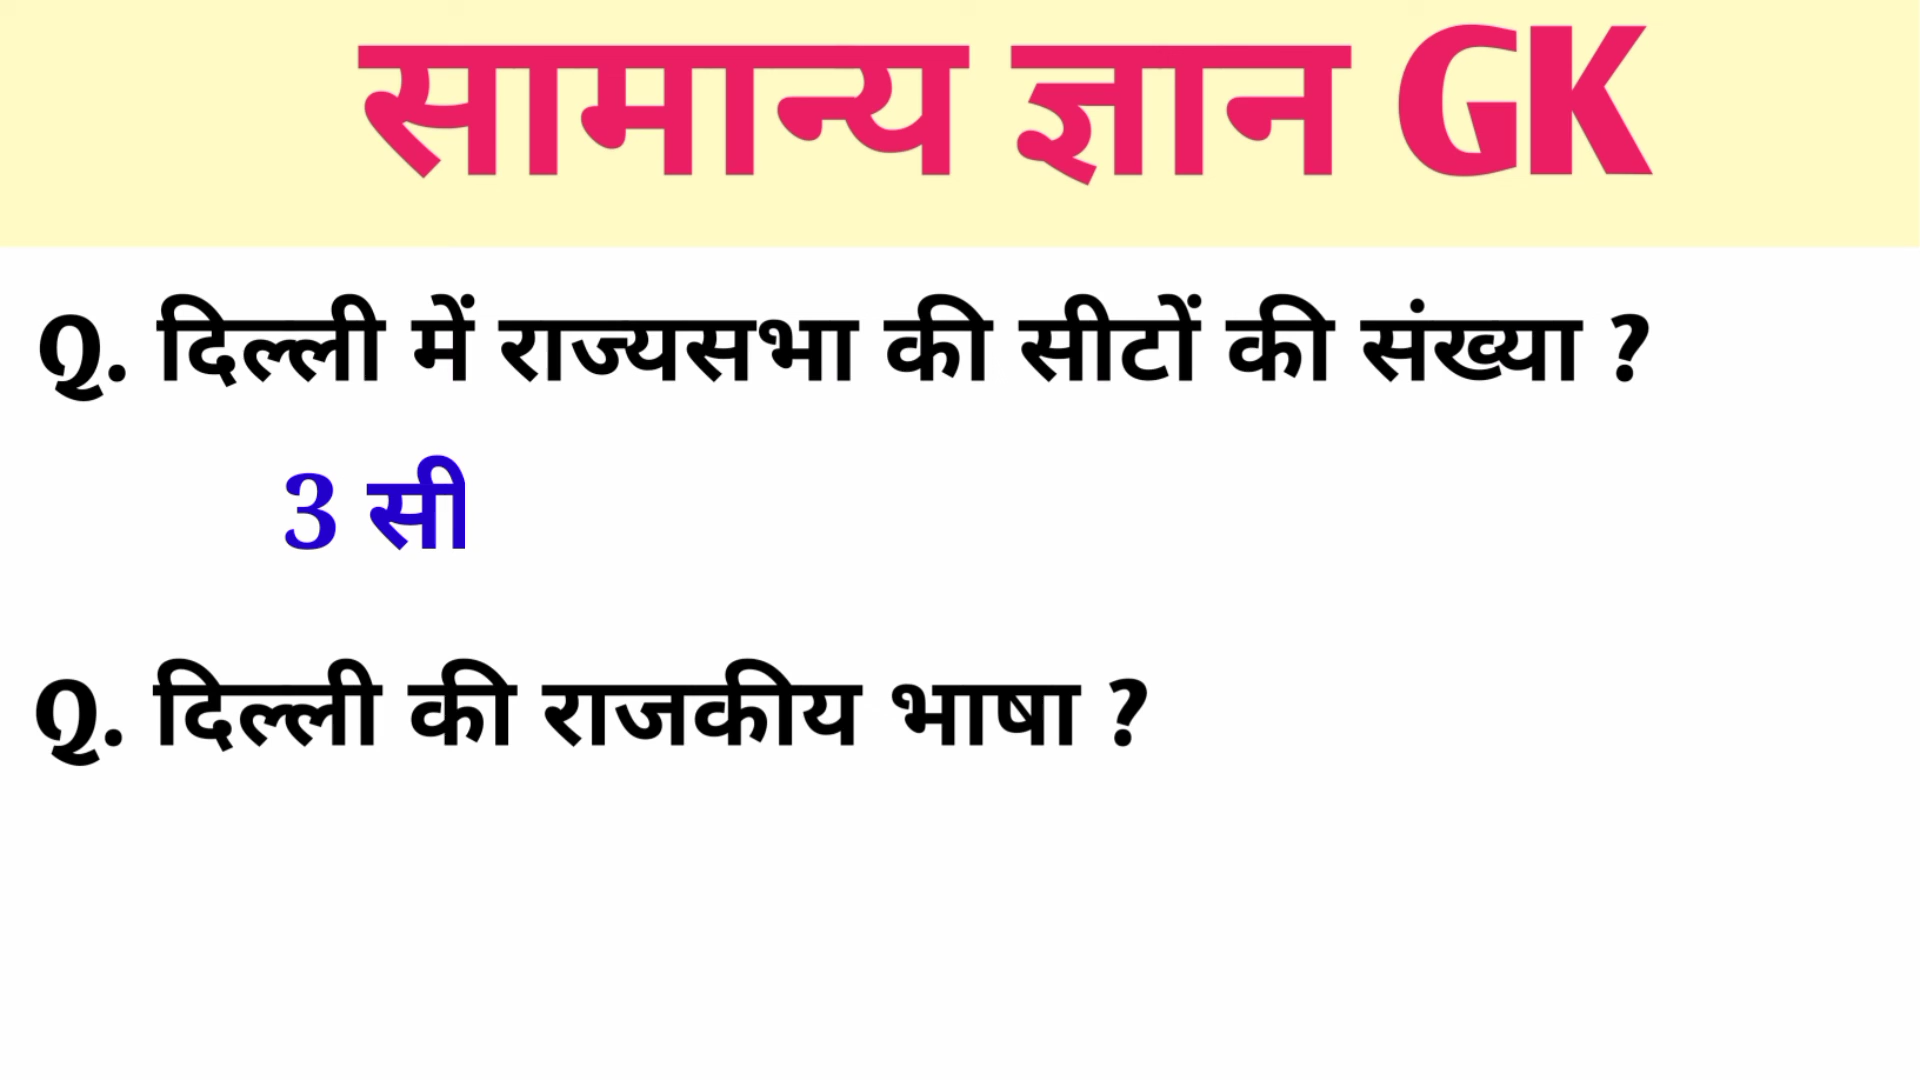 सामान्य ज्ञान GK
Q. दिल्ली में राज्यसभा की सीटों की संख्या ?
3 सी
Q. दिल्ली की राजकीय भाषा ?